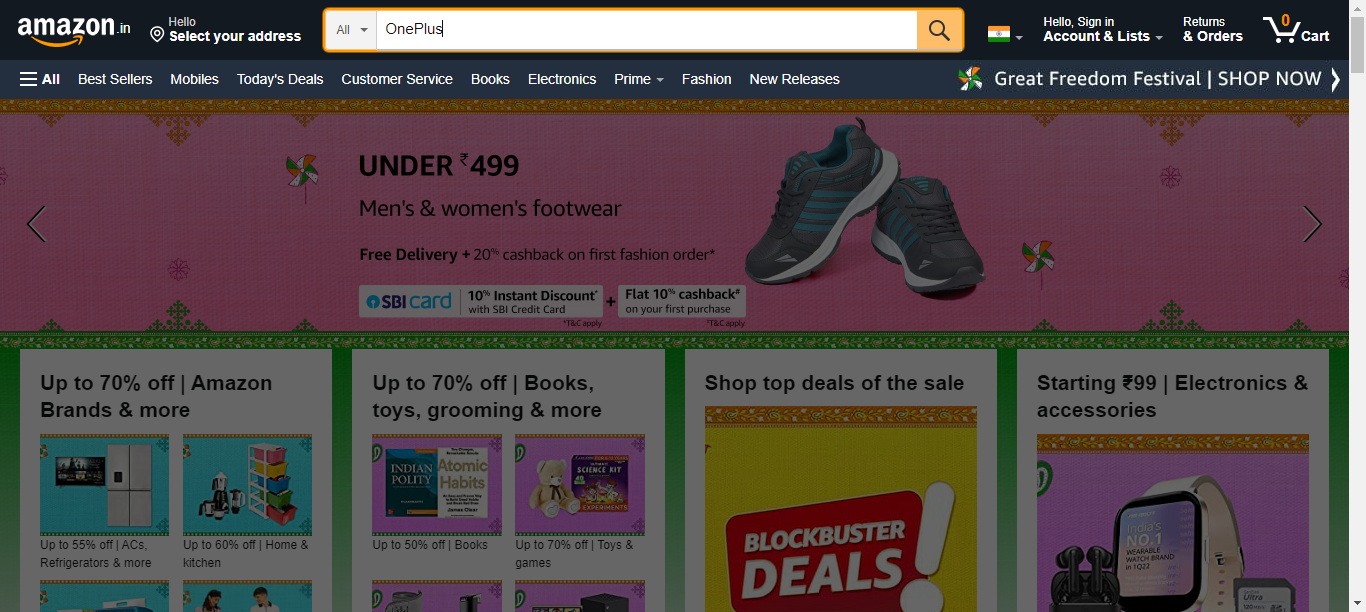 amazon.in
Hello
Select your address
All
OnePlus
Hello, Sign in
Account & Lists
Returns
& Orders
0
Cart
All
Best Sellers
Mobiles
Today's Deals
Customer Service
Books
Electronics
Prime
Fashion
New Releases
Great Freedom Festival | SHOP NOW
UNDER ₹499
Men's & women's footwear
Free Delivery + 20% cashback on first fashion order*
SBI card
10% Instant Discount*
with SBI Credit Card
*T&C apply
+
Flat 10% cashback#
on your first purchase
*T&C apply
Up to 70% off | Amazon
Brands & more
Up to 55% off | ACs,
Refrigerators & more
Up to 60% off | Home &
kitchen
Up to 70% off | Books,
toys, grooming & more
INDIAN
POLITY
Atomic
Habits
James Clear
Up to 50% off | Books
SCIENCE KIT
EXPERIMENTS
Up to 70% off | Toys &
games
Shop top deals of the sale
BLOCKBUSTER
DEALS!
Starting ₹99 | Electronics &
accessories
India's
NO.1
WEARABLE
WATCH BRAND
in 1Q22
Ultra